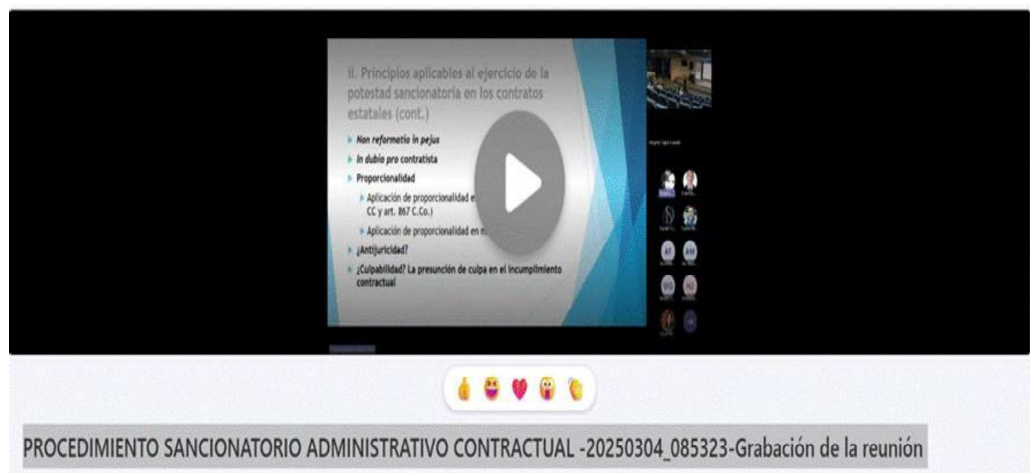 ii. Principios aplicables al ejercicio de la
potestad sancionatoria en los contratos
estatales (cont.)
Non reformatio in pejus
In dubio pro contratista
Proporcionalidad
Aplicación de proporcionalidad e
CC y art. 867 C.Co.)
Aplicación de proporcionalidad en
¿Antijuricidad?
¿Culpabilidad? La presunción de culpa en el incumplimiento
contractual
AF
AM
PROCEDIMIENTO SANCIONATORIO ADMINISTRATIVO CONTRACTUAL -20250304_085323-Grabación de la reunión